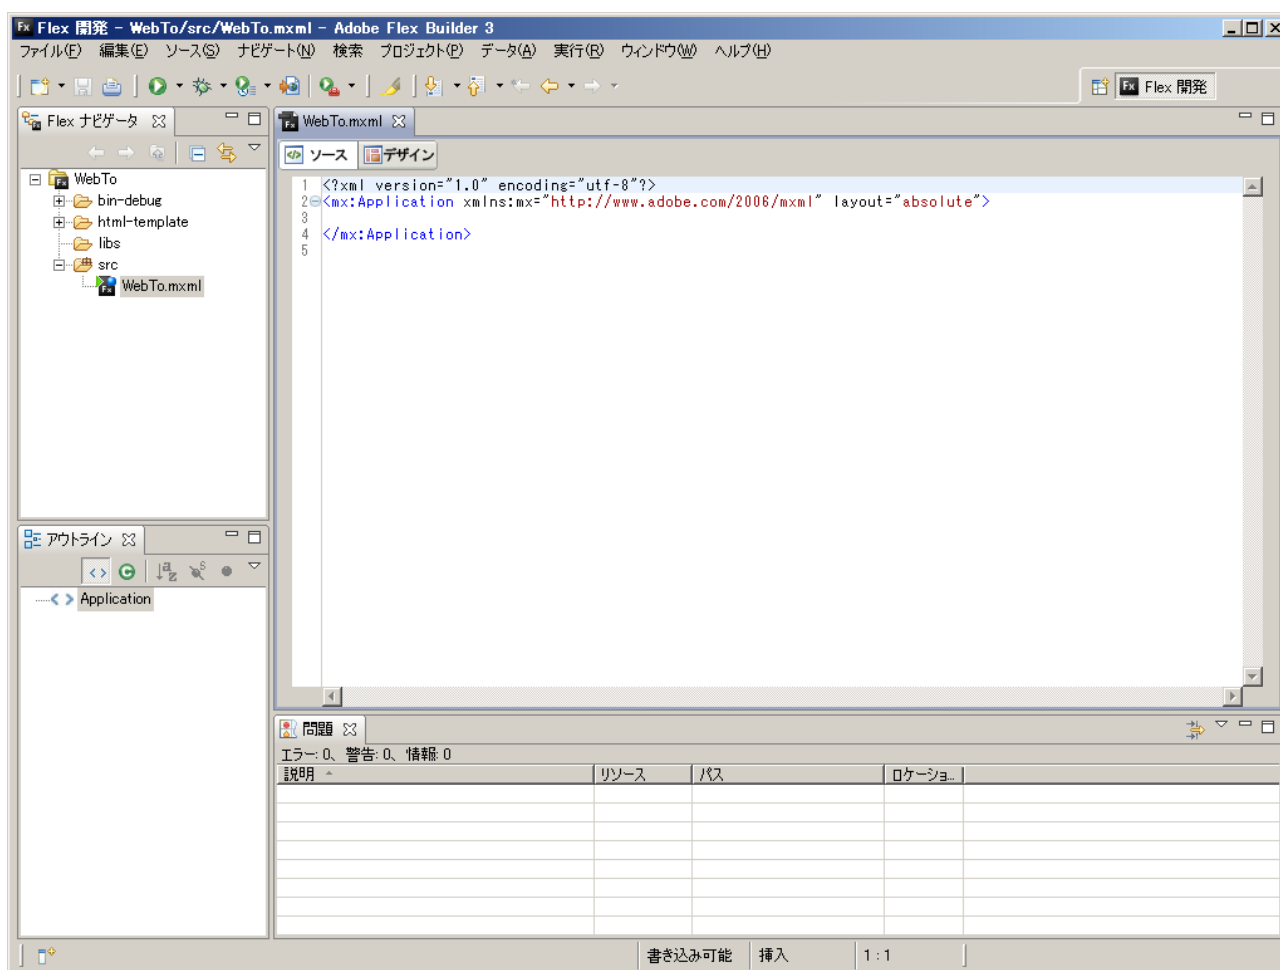 Flex 開発 - WebTo/src/WebTo.mxml - Adobe Flex Builder 3
ファイル(F) 編集(E) ソース(S) ナビゲート(N) 検索 プロジェクト(P) データ(A) 実行(R) ウィンドウ(W) ヘルプ(H)
Flex 開発
Flex ナビゲータ
WebTo
bin-debug
html-template
libs
src
WebTo.mxml
WebTo.mxml
ソース デザイン
1 <?xml version="1.0" encoding="utf-8"?>
2 <mx:Application xmlns:mx="http://www.adobe.com/2006/mxml" layout="absolute">
3
4 </mx:Application>
5
アウトライン
Application
問題
エラー: 0、警告: 0、情報: 0
説明 リソース パス ロケーショ...
書き込み可能 挿入 1 : 1